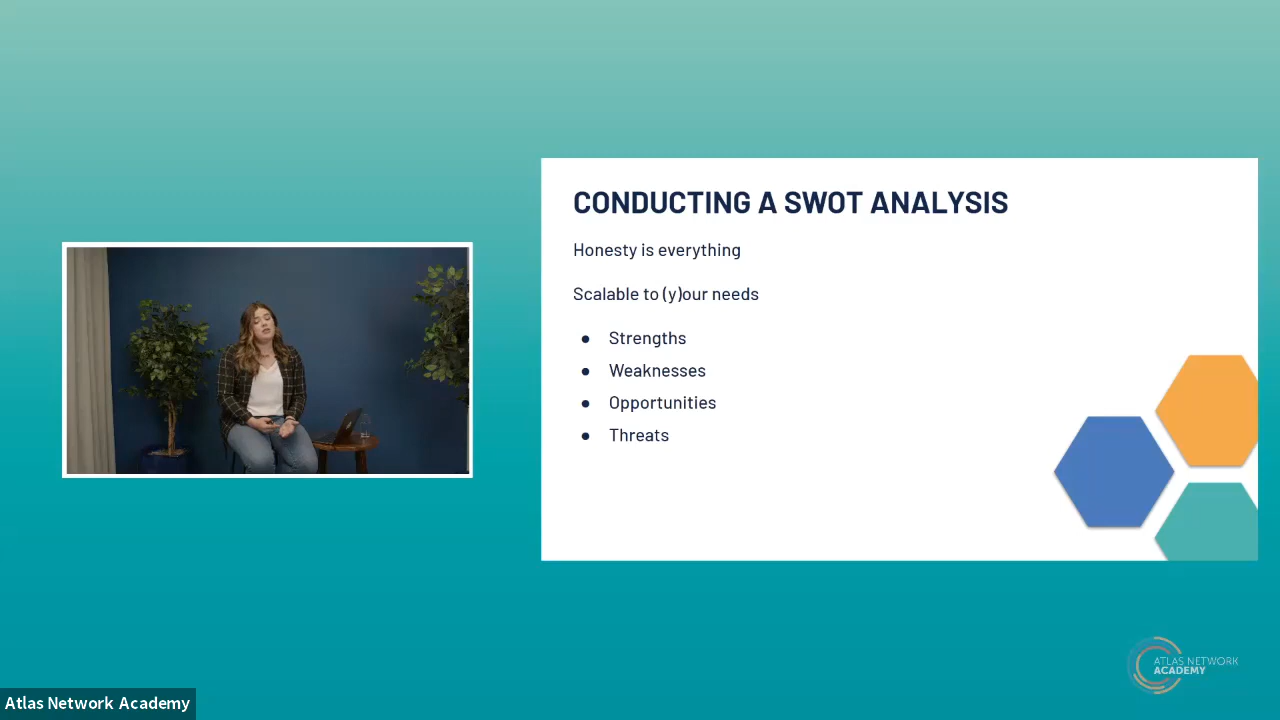 CONDUCTING A SWOT ANALYSIS
Honesty is everything
Scalable to (y)our needs
● Strengths
● Weaknesses
● Opportunities
● Threats
ATLAS NETWORK
ACADEMY
Atlas Network Academy